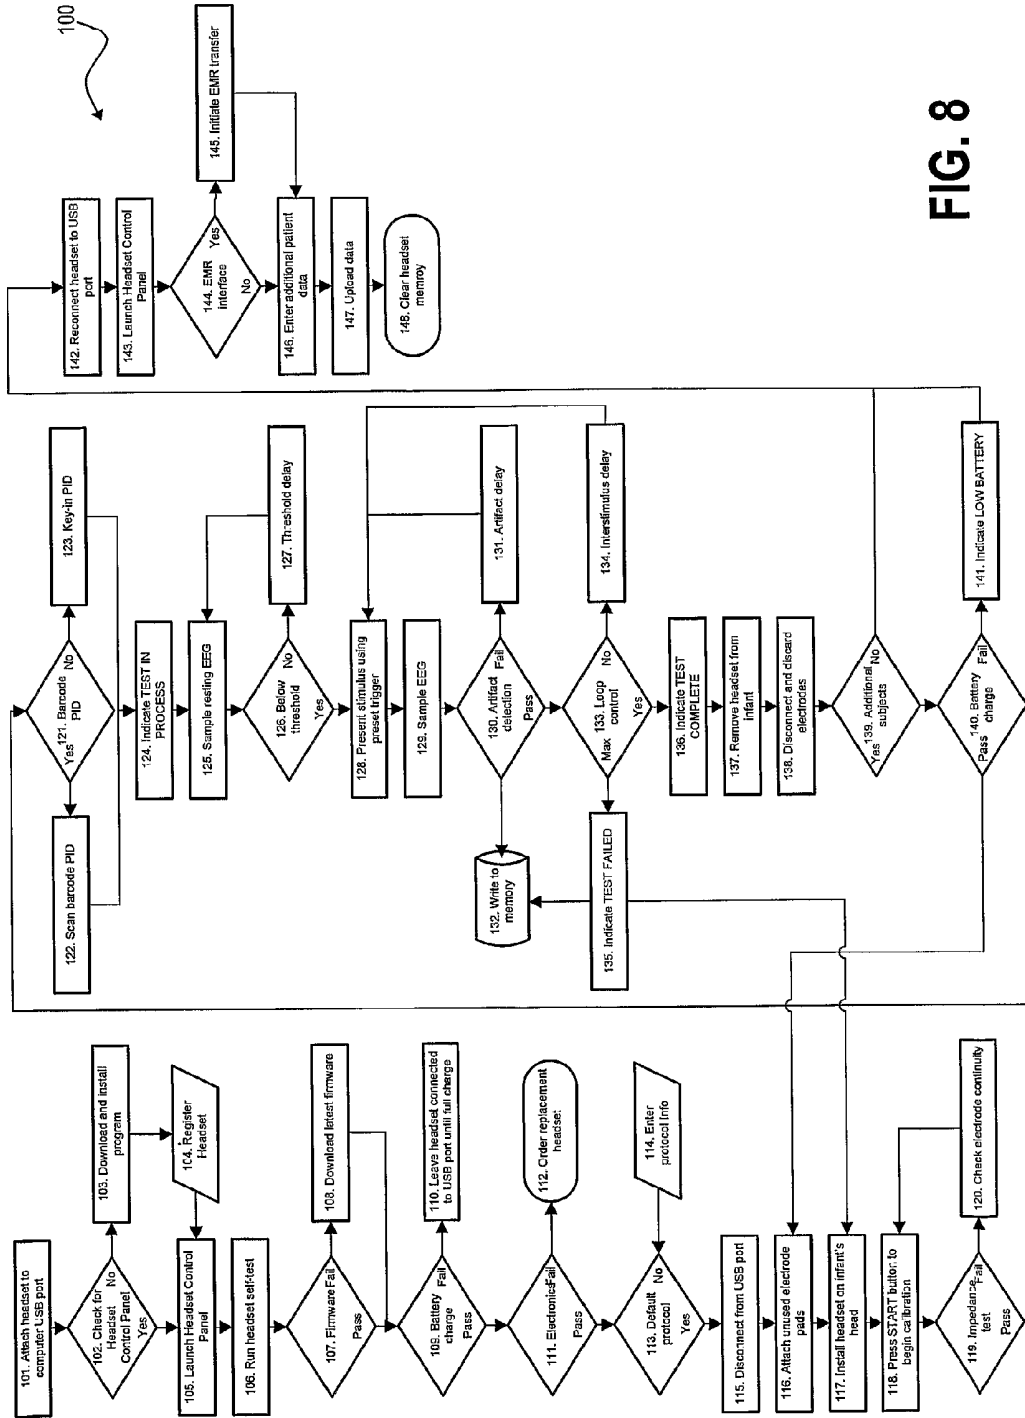 100
101. Attach headset to
computer USB port
102. Check for
Headset
Control Panel
No
Yes
103. Download and install
program
104. Register
Headset
105. Launch Headset Control
Panel
106. Run headset self-test
107. Firmware
Fail
Pass
108. Download latest firmware
109. Battery
charge
Fail
Pass
110. Leave headset connected
to USB port until full charge
111. Electronics
Fail
Pass
112. Order replacement
headset
113. Default
protocol
No
Yes
114. Enter
protocol Info
115. Disconnect from USB port
116. Attach unused electrode
pads
117. Install headset on infant's
head
118. Press START button to
begin calibration
119. Impedance
test
Fail
Pass
120. Check electrode continuity
121. Barcode
PID
Yes
No
122. Scan barcode PID
123. Key-in PID
124. Indicate TEST IN
PROCESS
125. Sample resting EEG
126. Below
threshold
No
Yes
127. Threshold delay
128. Present stimulus using
preset trigger
129. Sample EEG
130. Artifact
detection
Fail
Pass
131. Artifact delay
132. Write to
memory
133. Loop
control
Max
No
Yes
134. Interstimulus delay
135. Indicate TEST FAILED
136. Indicate TEST
COMPLETE
137. Remove headset from
infant
138. Disconnect and discard
electrodes
139. Additional
subjects
Yes
No
140. Battery
charge
Pass
Fail
141. Indicate LOW BATTERY
142. Reconnect headset to USB
port
143. Launch Headset Control
Panel
144. EMR
interface
Yes
No
145. Initiate EMR transfer
146. Enter additional patient
data
147. Upload data
148. Clear headset
memroy
FIG. 8